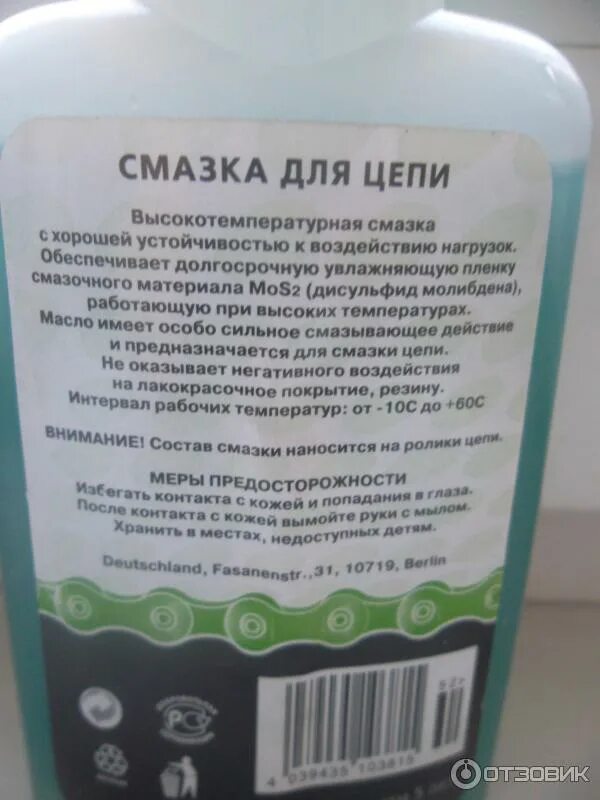 СМАЗКА ДЛЯ ЦЕПИ
Высокотемпературная смазка
с хорошей устойчивостью к воздействию нагрузок.
Обеспечивает долгосрочную увлажняющую пленку
смазочного материала MoS2 (дисульфид молибдена),
работающую при высоких температурах.
Масло имеет особо сильное смазывающее действие
и предназначается для смазки цепи.
Не оказывает негативного воздействия
на лакокрасочное покрытие, резину.
Интервал рабочих температур: от -10С до +60С
ВНИМАНИЕ! Состав смазки наносится на ролики цепи.
МЕРЫ ПРЕДОСТОРОЖНОСТИ
Избегать контакта с кожей и попадания в глаза.
После контакта с кожей вымойте руки с мылом.
Хранить в местах, недоступных детям.
Deutschland, Fasanenstr.,31, 10719, Berlin
РСТ
4 039435 103815
ОТЗОВИК